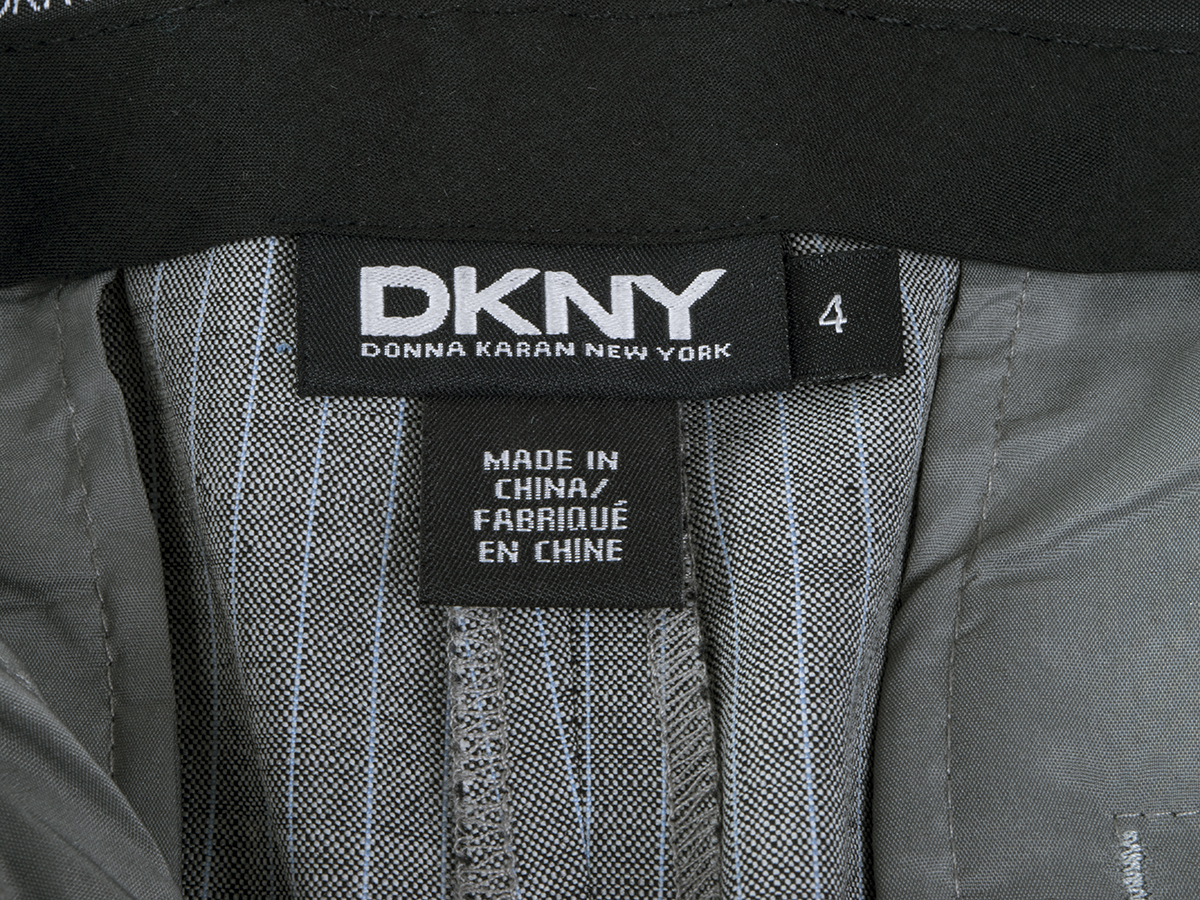 DKNY
DONNA KARAN NEW YORK
4
MADE IN
CHINA/
FABRIQUÉ
EN CHINE